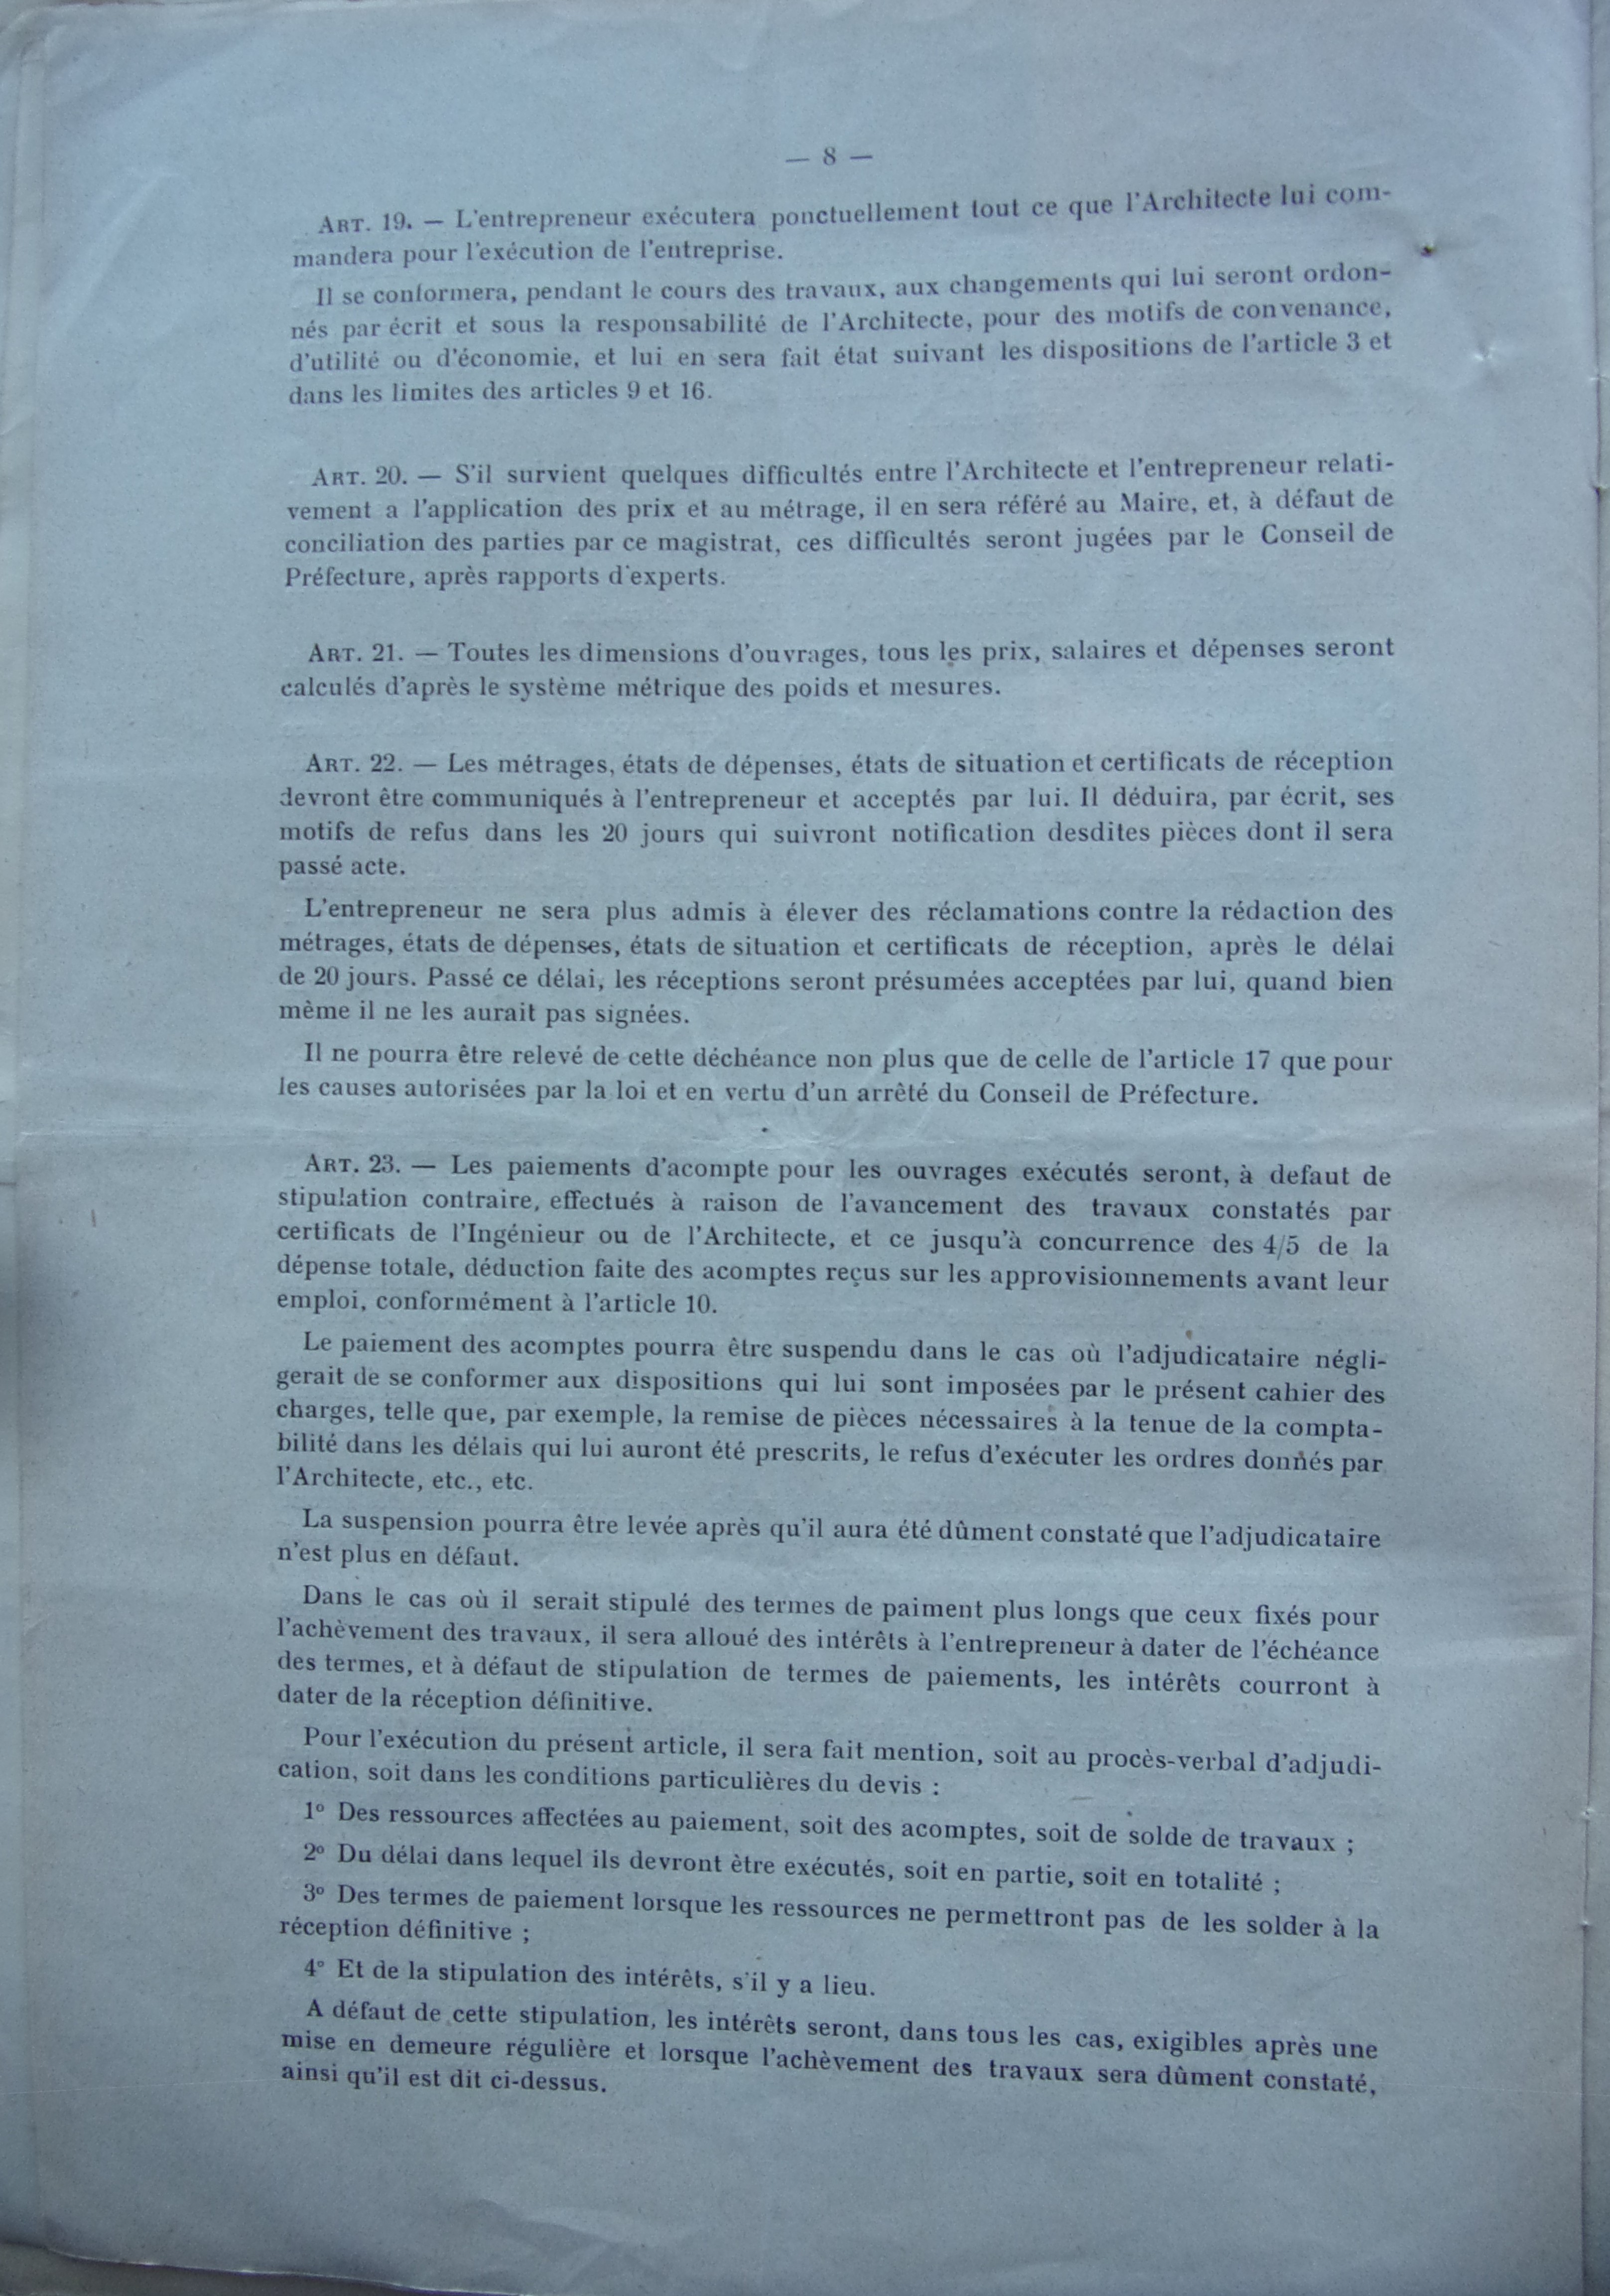 — 8 —
ART. 19. — L'entrepreneur exécutera ponctuellement tout ce que l'Architecte lui com-
mandera pour l'exécution de l'entreprise.
Il se conformera, pendant le cours des travaux, aux changements qui lui seront ordon-
nés par écrit et sous la responsabilité de l'Architecte, pour des motifs de convenance,
d'utilité ou d'économie, et lui en sera fait état suivant les dispositions de l'article 3 et
dans les limites des articles 9 et 16.
ART. 20. — S'il survient quelques difficultés entre l'Architecte et l'entrepreneur relati-
vement a l'application des prix et au métrage, il en sera référé au Maire, et, à défaut de
conciliation des parties par ce magistrat, ces difficultés seront jugées par le Conseil de
Préfecture, après rapports d'experts.
ART. 21. — Toutes les dimensions d'ouvrages, tous les prix, salaires et dépenses seront
calculés d'après le système métrique des poids et mesures.
ART. 22. — Les métrages, états de dépenses, états de situation et certificats de réception
devront être communiqués à l'entrepreneur et acceptés par lui. Il déduira, par écrit, ses
motifs de refus dans les 20 jours qui suivront notification desdites pièces dont il sera
passé acte.
L'entrepreneur ne sera plus admis à élever des réclamations contre la rédaction des
métrages, états de dépenses, états de situation et certificats de réception, après le délai
de 20 jours. Passé ce délai, les réceptions seront présumées acceptées par lui, quand bien
même il ne les aurait pas signées.
Il ne pourra être relevé de cette déchéance non plus que de celle de l'article 17 que pour
les causes autorisées par la loi et en vertu d'un arrêté du Conseil de Préfecture.
ART. 23. — Les paiements d'acompte pour les ouvrages exécutés seront, à defaut de
stipulation contraire, effectués à raison de l'avancement des travaux constatés par
certificats de l'Ingénieur ou de l'Architecte, et ce jusqu'à concurrence des 4/5 de la
dépense totale, déduction faite des acomptes reçus sur les approvisionnements avant leur
emploi, conformément à l'article 10.
Le paiement des acomptes pourra être suspendu dans le cas où l'adjudicataire négli-
gerait de se conformer aux dispositions qui lui sont imposées par le présent cahier des
charges, telle que, par exemple, la remise de pièces nécessaires à la tenue de la compta-
bilité dans les délais qui lui auront été prescrits, le refus d'exécuter les ordres donnés par
l'Architecte, etc., etc.
La suspension pourra être levée après qu'il aura été dûment constaté que l'adjudicataire
n'est plus en défaut.
Dans le cas où il serait stipulé des termes de paiment plus longs que ceux fixés pour
l'achèvement des travaux, il sera alloué des intérêts à l'entrepreneur à dater de l'échéance
des termes, et à défaut de stipulation de termes de paiements, les intérêts courront à
dater de la réception définitive.
Pour l'exécution du présent article, il sera fait mention, soit au procès-verbal d'adjudi-
cation, soit dans les conditions particulières du devis :
1º Des ressources affectées au paiement, soit des acomptes, soit de solde de travaux ;
2º Du délai dans lequel ils devront ètre exécutés, soit en partie, soit en totalité ;
3º Des termes de paiement lorsque les ressources ne permettront pas de les solder à la
réception définitive ;
4º Et de la stipulation des intérêts, s'il y a lieu.
A défaut de cette stipulation, les intérêts seront, dans tous les cas, exigibles après une
mise en demeure régulière et lorsque l'achèvement des travaux sera dûment constaté,
ainsi qu'il est dit ci-dessus.